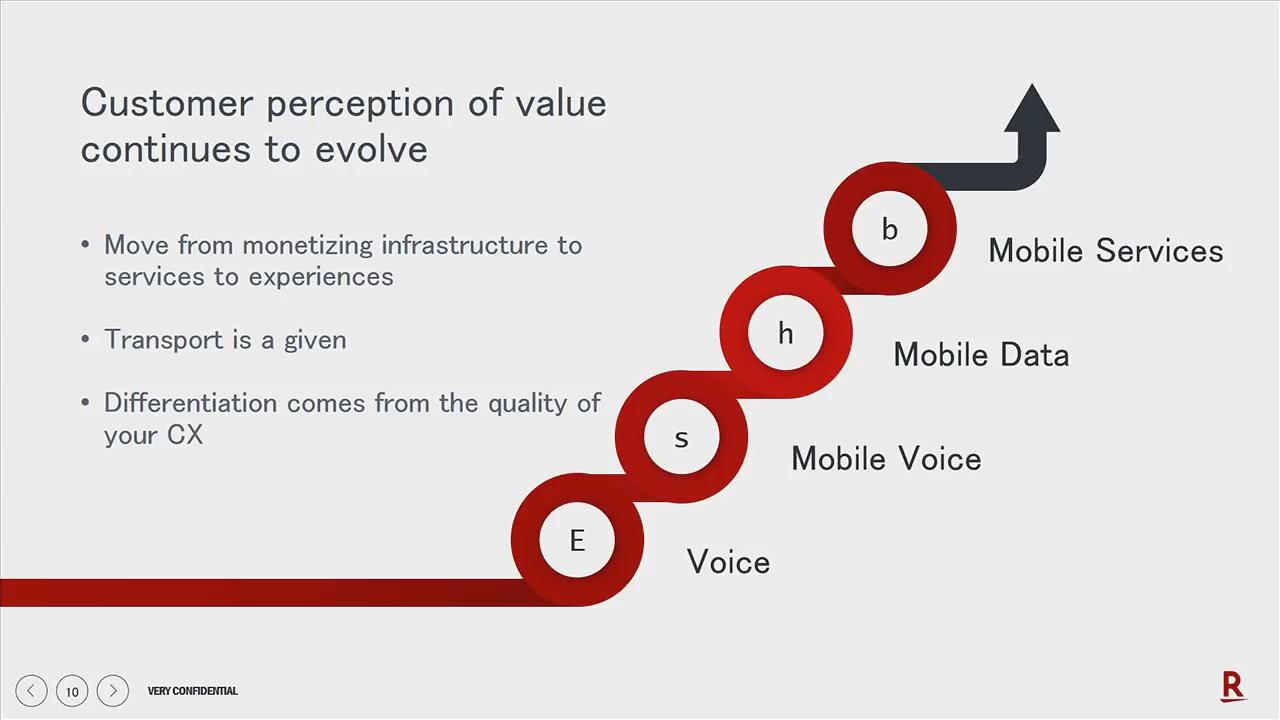 Customer perception of value
continues to evolve
• Move from monetizing infrastructure to
services to experiences
• Transport is a given
• Differentiation comes from the quality of
your CX
b
Mobile Services
h
Mobile Data
s
Mobile Voice
E
Voice
10
VERY CONFIDENTIAL
R